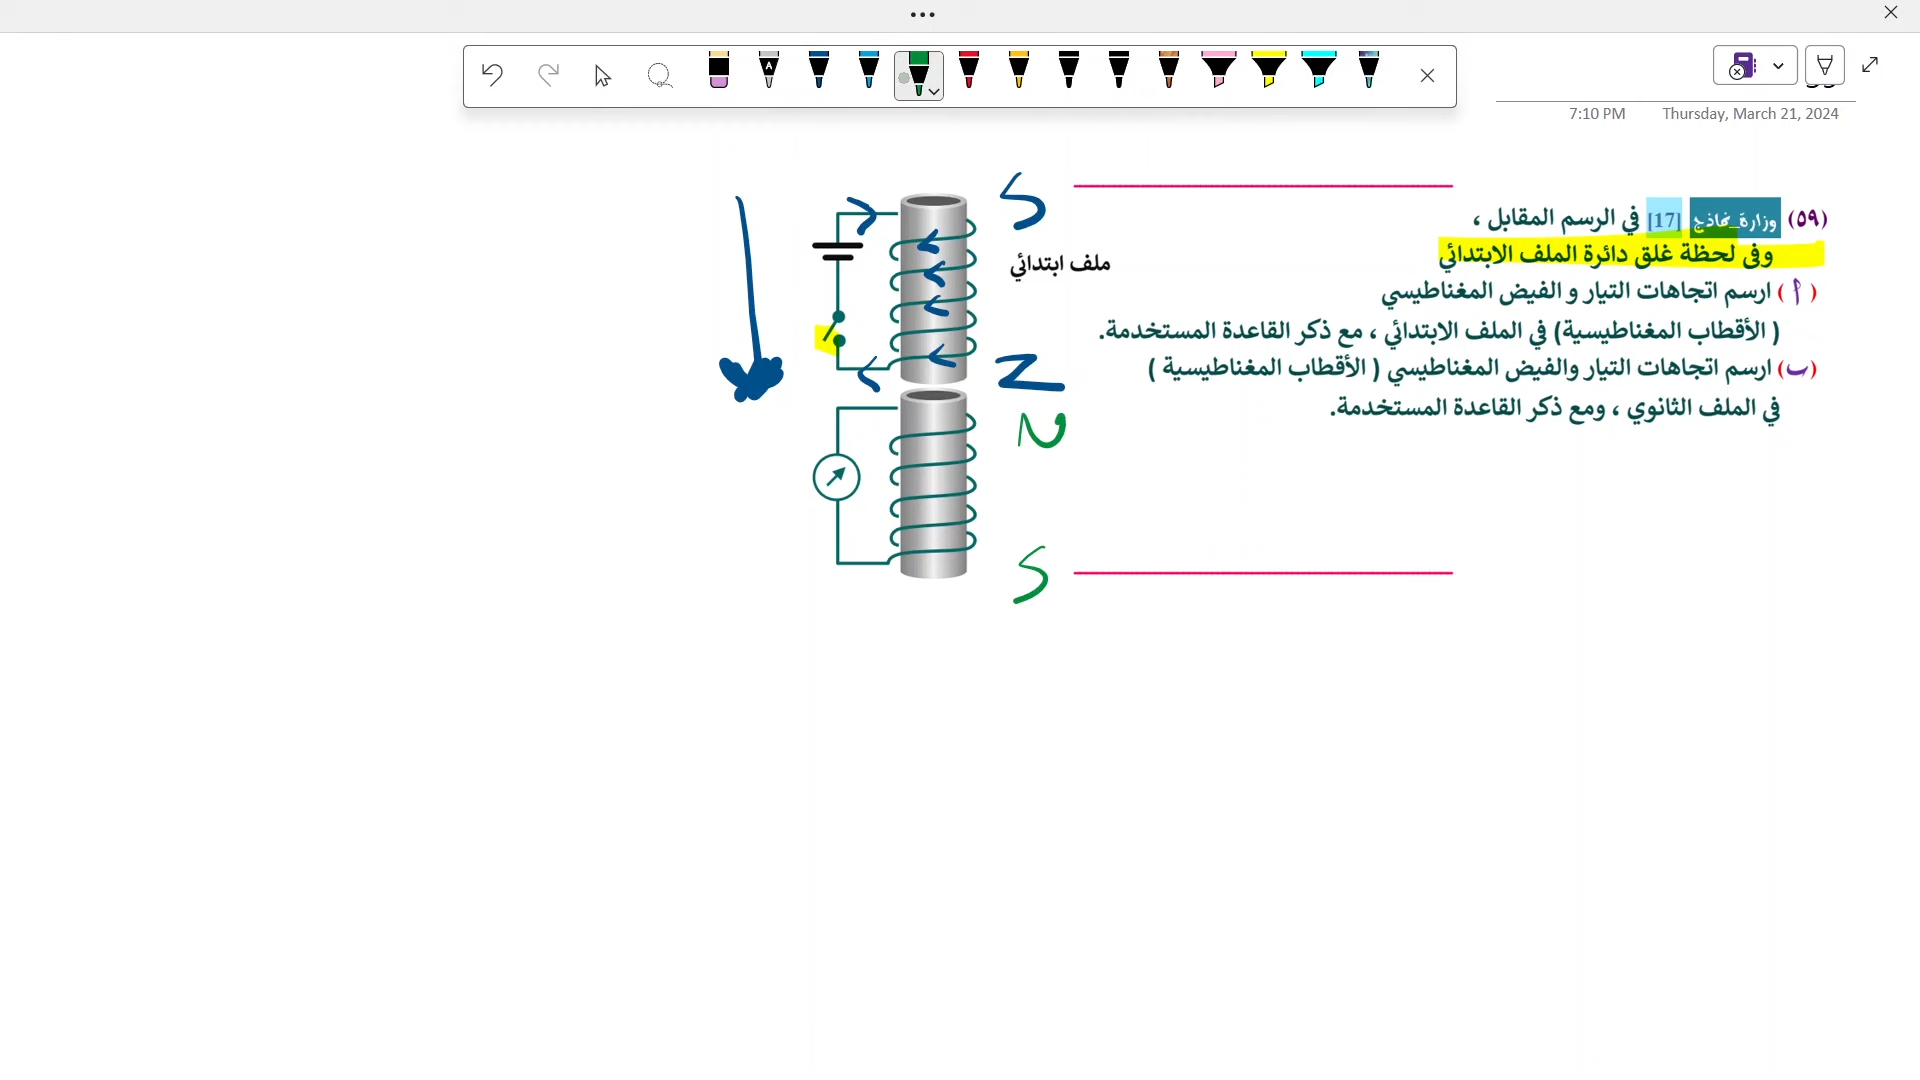 7:10 PM Thursday, March 21, 2024
(٥٩) وزارة_نماذج [17] في الرسم المقابل ،
وفى لحظة غلق دائرة الملف الابتدائي
(أ) ارسم اتجاهات التيار و الفيض المغناطيسي
( الأقطاب المغناطيسية) في الملف الابتدائي ، مع ذكر القاعدة المستخدمة.
(ب) ارسم اتجاهات التيار والفيض المغناطيسي ( الأقطاب المغناطيسية )
في الملف الثانوي ، ومع ذكر القاعدة المستخدمة.
S
ملف ابتدائي
N
N
S